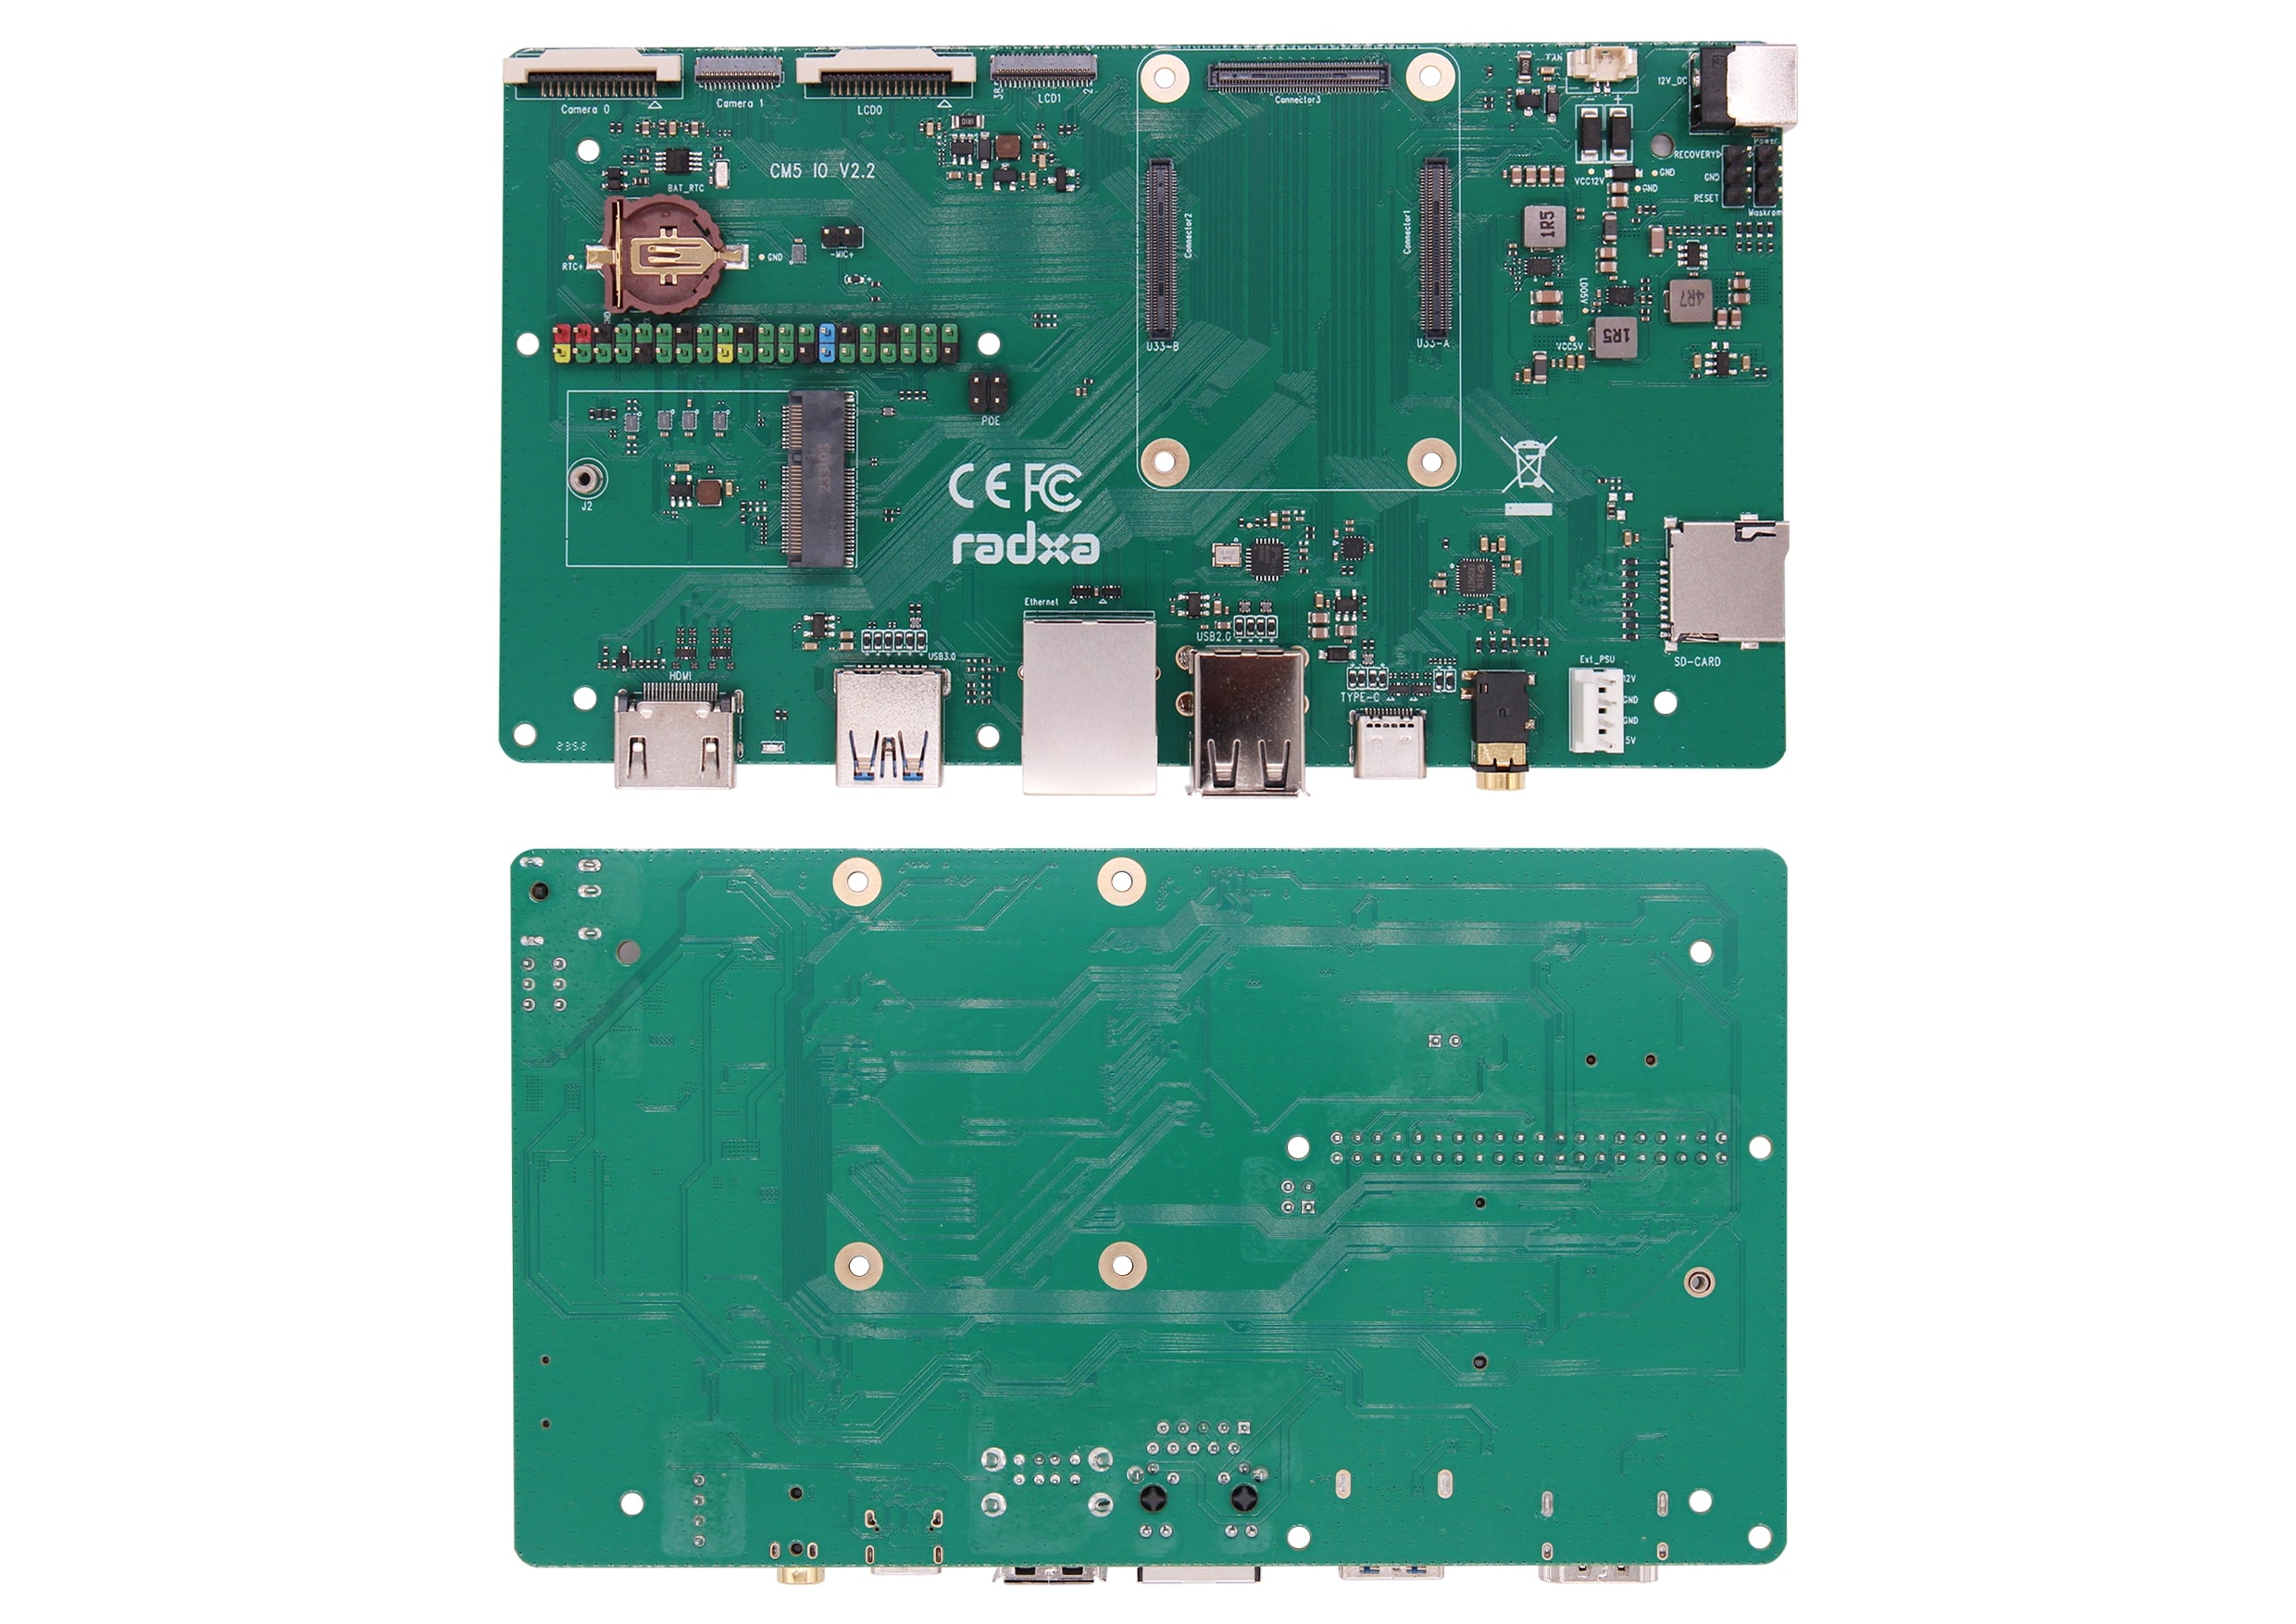 Camera 0
Camera 1
LCD0
LCD1
Connector3
FAN
12V_DC
CM5 IO V2.2
BAT_RTC
RTC+
GND
-MIC+
Connector2
Connector1
U33-B
U33-A
VCC12V
GND
GND
RECOVERY
GND
RESET
Maskrom
1R5
4R7
1R5
VCC5V
POE
J2
CE FC
radxa
Ethernet
USB2.0
USB3.0
HDMI
TYPE-C
Ext_PSU
12V
GND
GND
5V
SD-CARD
2352